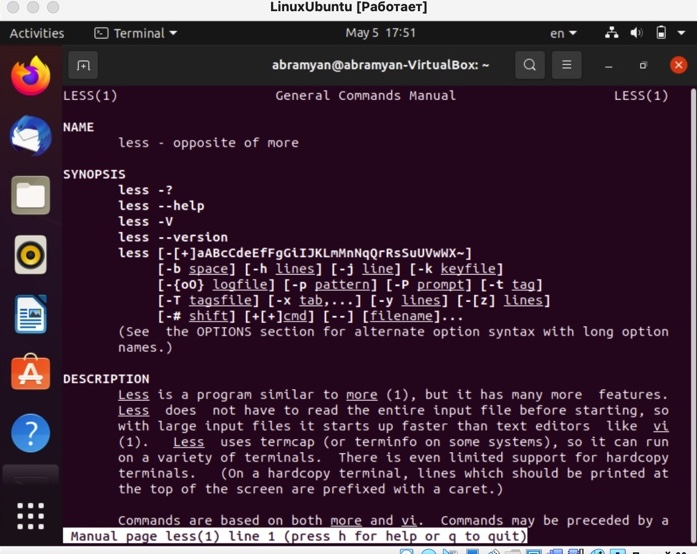 LinuxUbuntu [Работает]
Activities Terminal May 5 17:51 en
abramyan@abramyan-VirtualBox: ~
LESS(1) General Commands Manual LESS(1)
NAME
less - opposite of more
SYNOPSIS
less -?
less --help
less -V
less --version
less [-[+]aABcCdeEfFgGiIJKLmMnNqQrRsSuUVwWX~]
[-b space] [-h lines] [-j line] [-k keyfile]
[-{oO} logfile] [-p pattern] [-P prompt] [-t tag]
[-T tagsfile] [-x tab,...] [-y lines] [-[z] lines]
[-# shift] [+[+]cmd] [--] [filename]...
(See the OPTIONS section for alternate option syntax with long option
names.)
DESCRIPTION
Less is a program similar to more (1), but it has many more features.
Less does not have to read the entire input file before starting, so
with large input files it starts up faster than text editors like vi
(1). Less uses termcap (or terminfo on some systems), so it can run
on a variety of terminals. There is even limited support for hardcopy
terminals. (On a hardcopy terminal, lines which should be printed at
the top of the screen are prefixed with a caret.)
Commands are based on both more and vi. Commands may be preceded by a
Manual page less(1) line 1 (press h for help or q to quit)